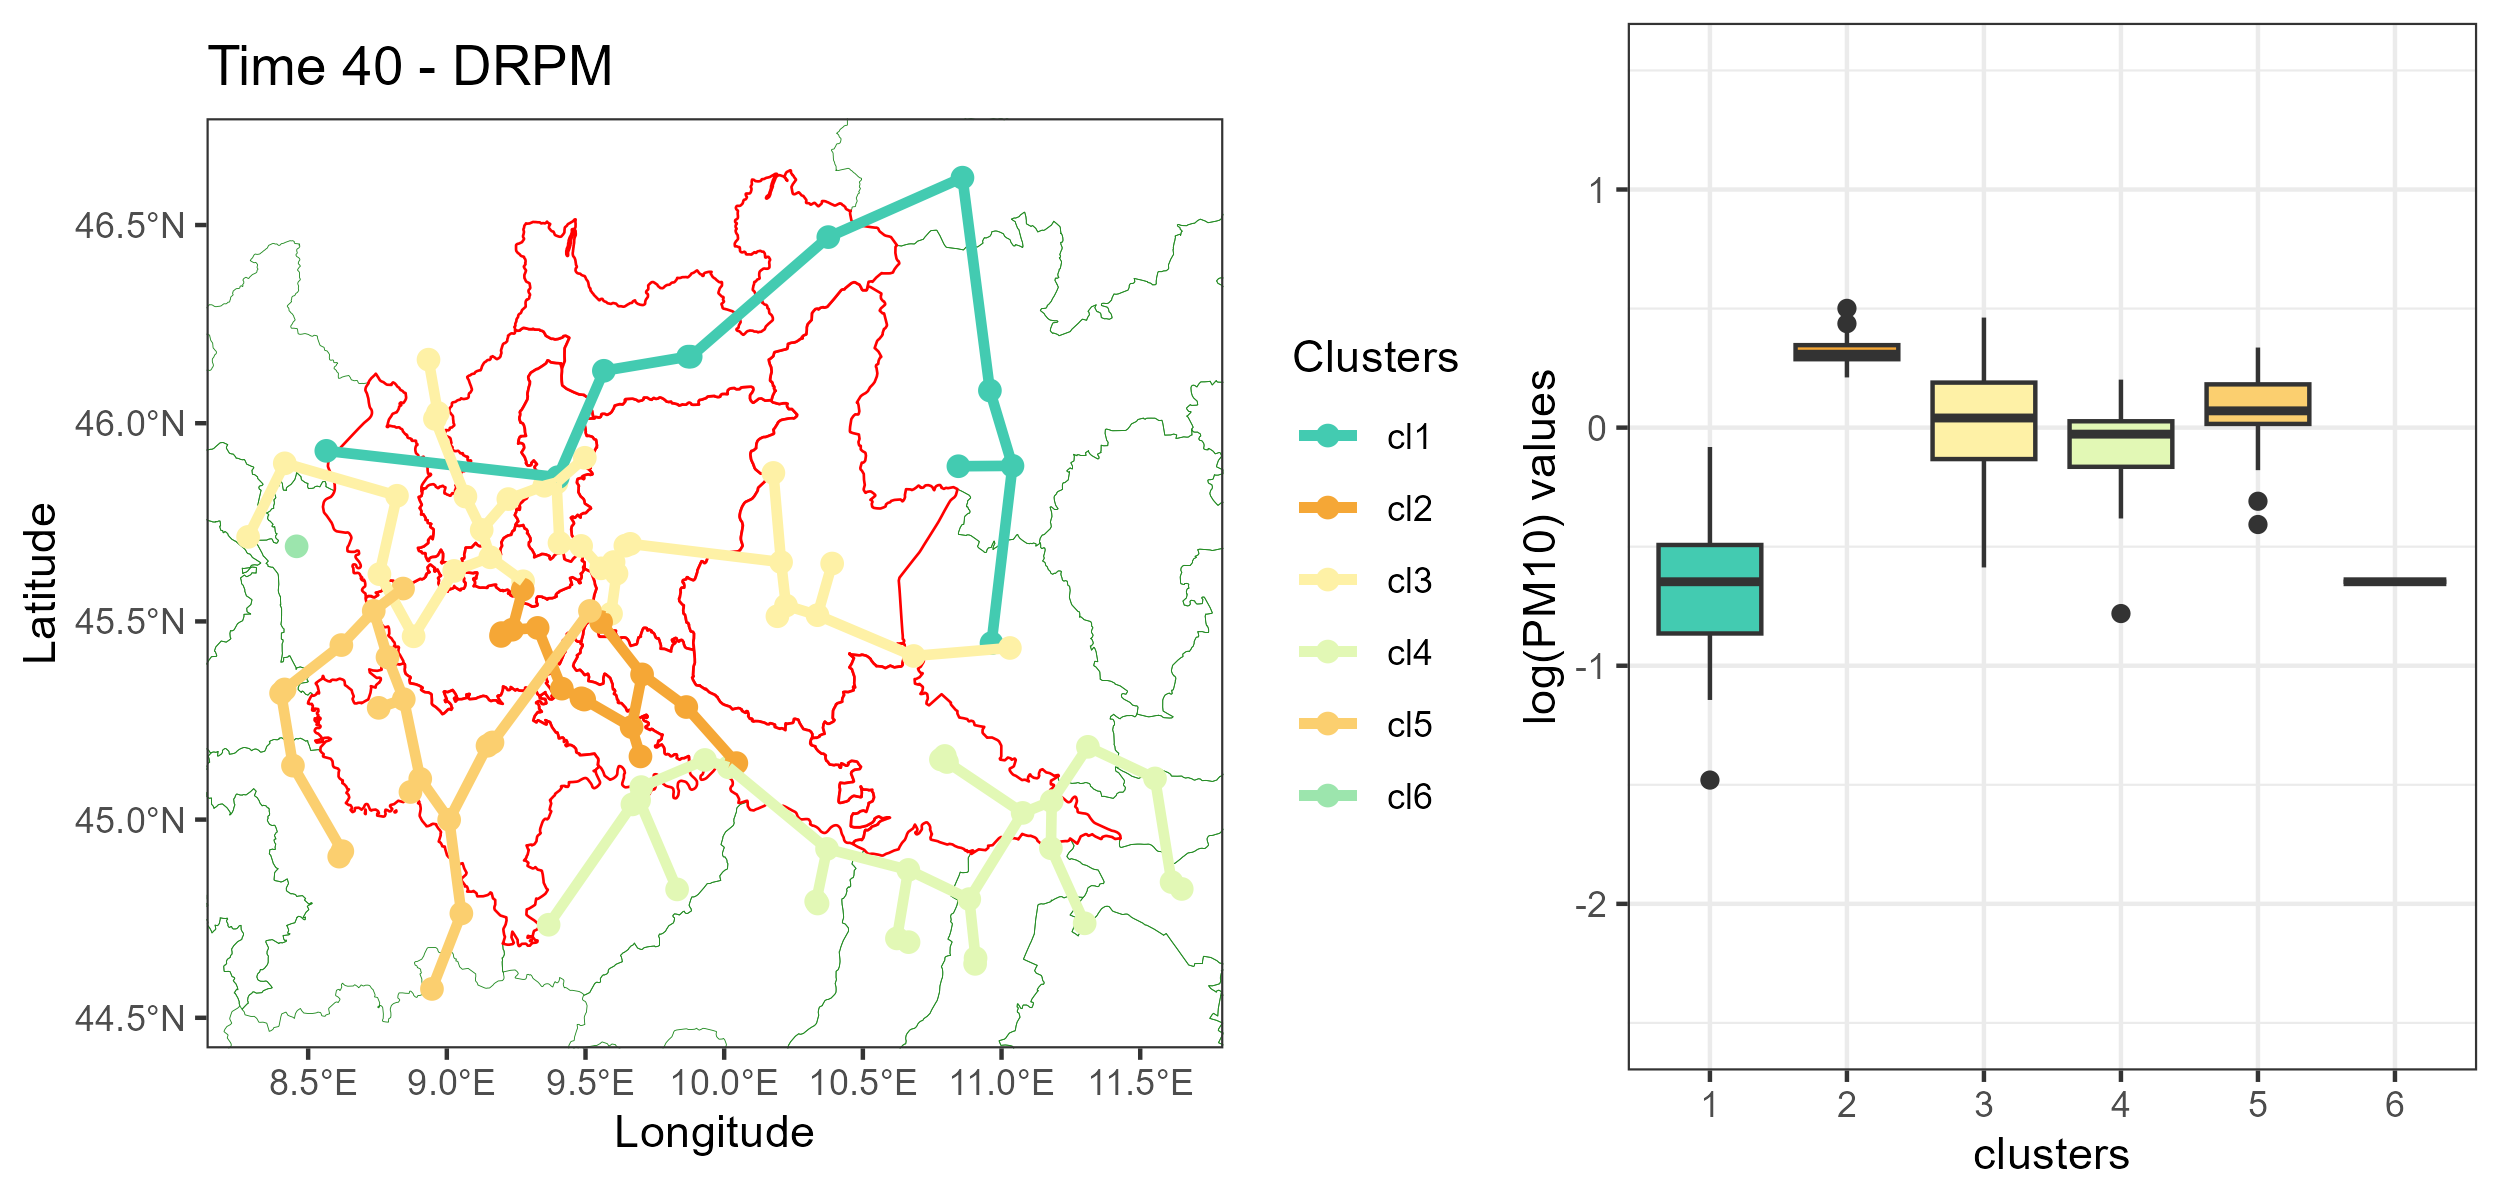 Time 40 - DRPM
Latitude
46.5°N
46.0°N
45.5°N
45.0°N
44.5°N
8.5°E 9.0°E 9.5°E 10.0°E 10.5°E 11.0°E 11.5°E
Longitude
Clusters
cl1
cl2
cl3
cl4
cl5
cl6
log(PM10) values
1
0
-1
-2
1 2 3 4 5 6
clusters